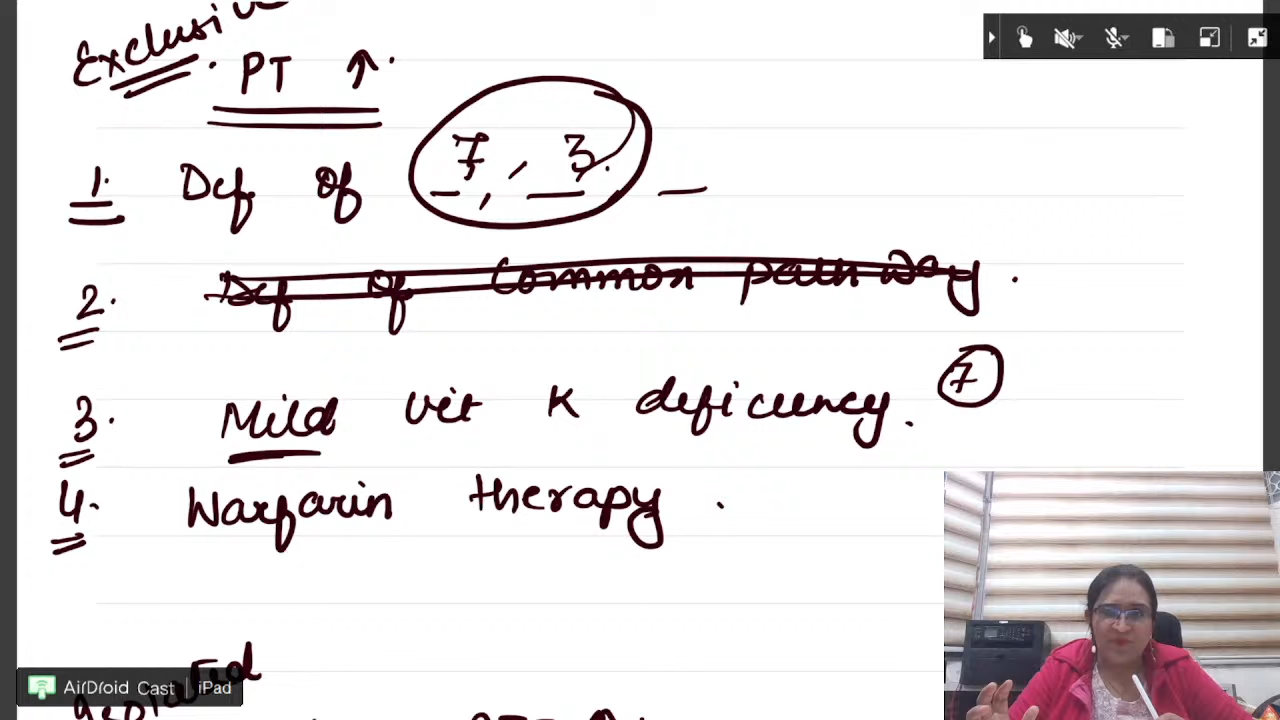 Exclusive
PT ↑.
1. Def of 7, 3.
2. Def of Common pathway.
3. Mild vit K deficiency. 7
4. Warfarin therapy.
Isolated
AirDroid Cast | iPad